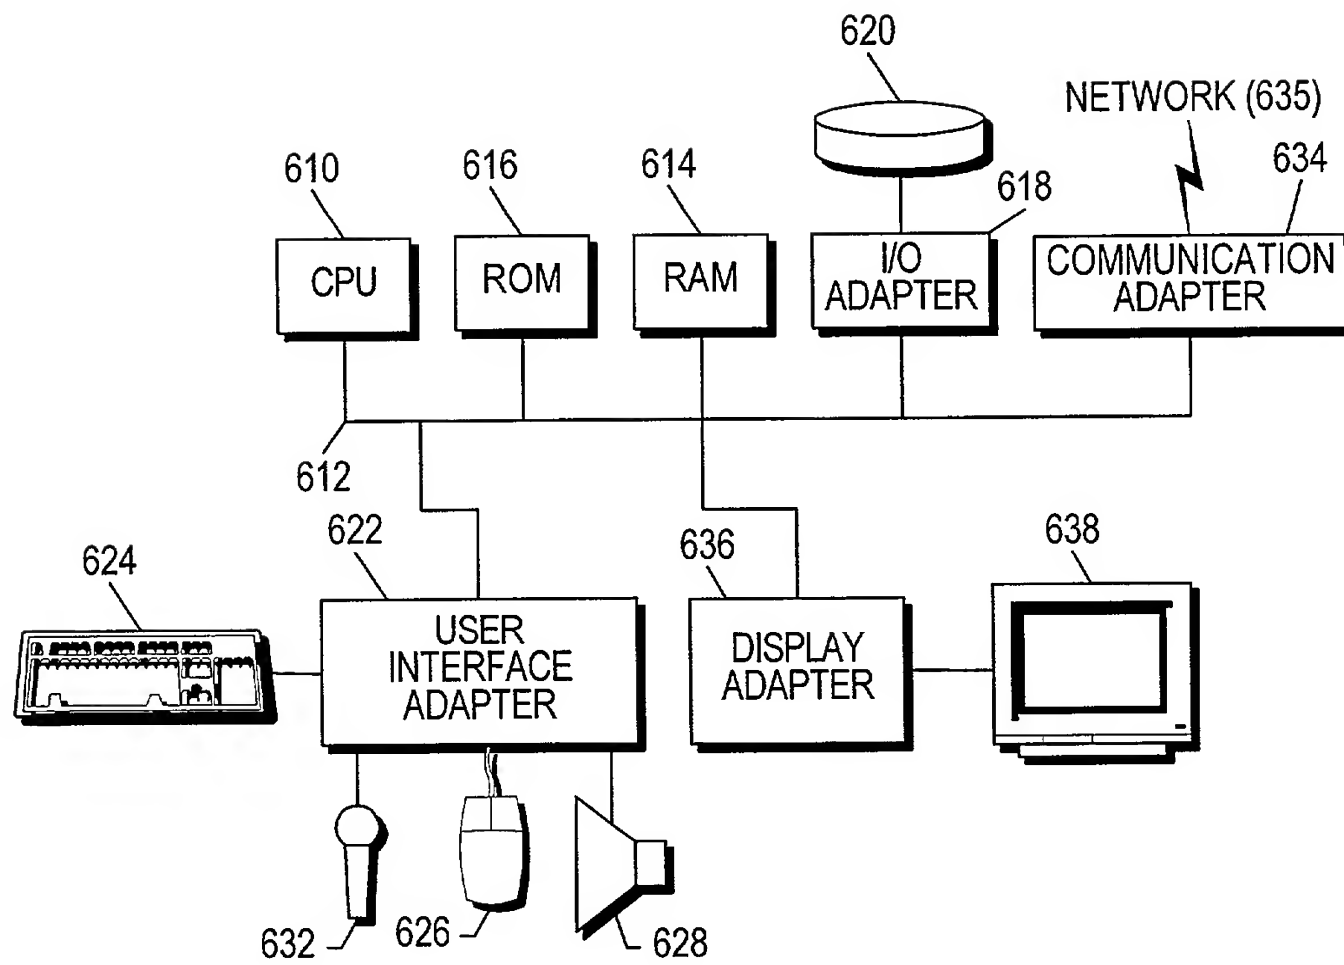 620
NETWORK (635)
610
616
614
618
634
CPU
ROM
RAM
I/O
ADAPTER
COMMUNICATION
ADAPTER
612
622
636
638
624
USER
INTERFACE
ADAPTER
DISPLAY
ADAPTER
632
626
628